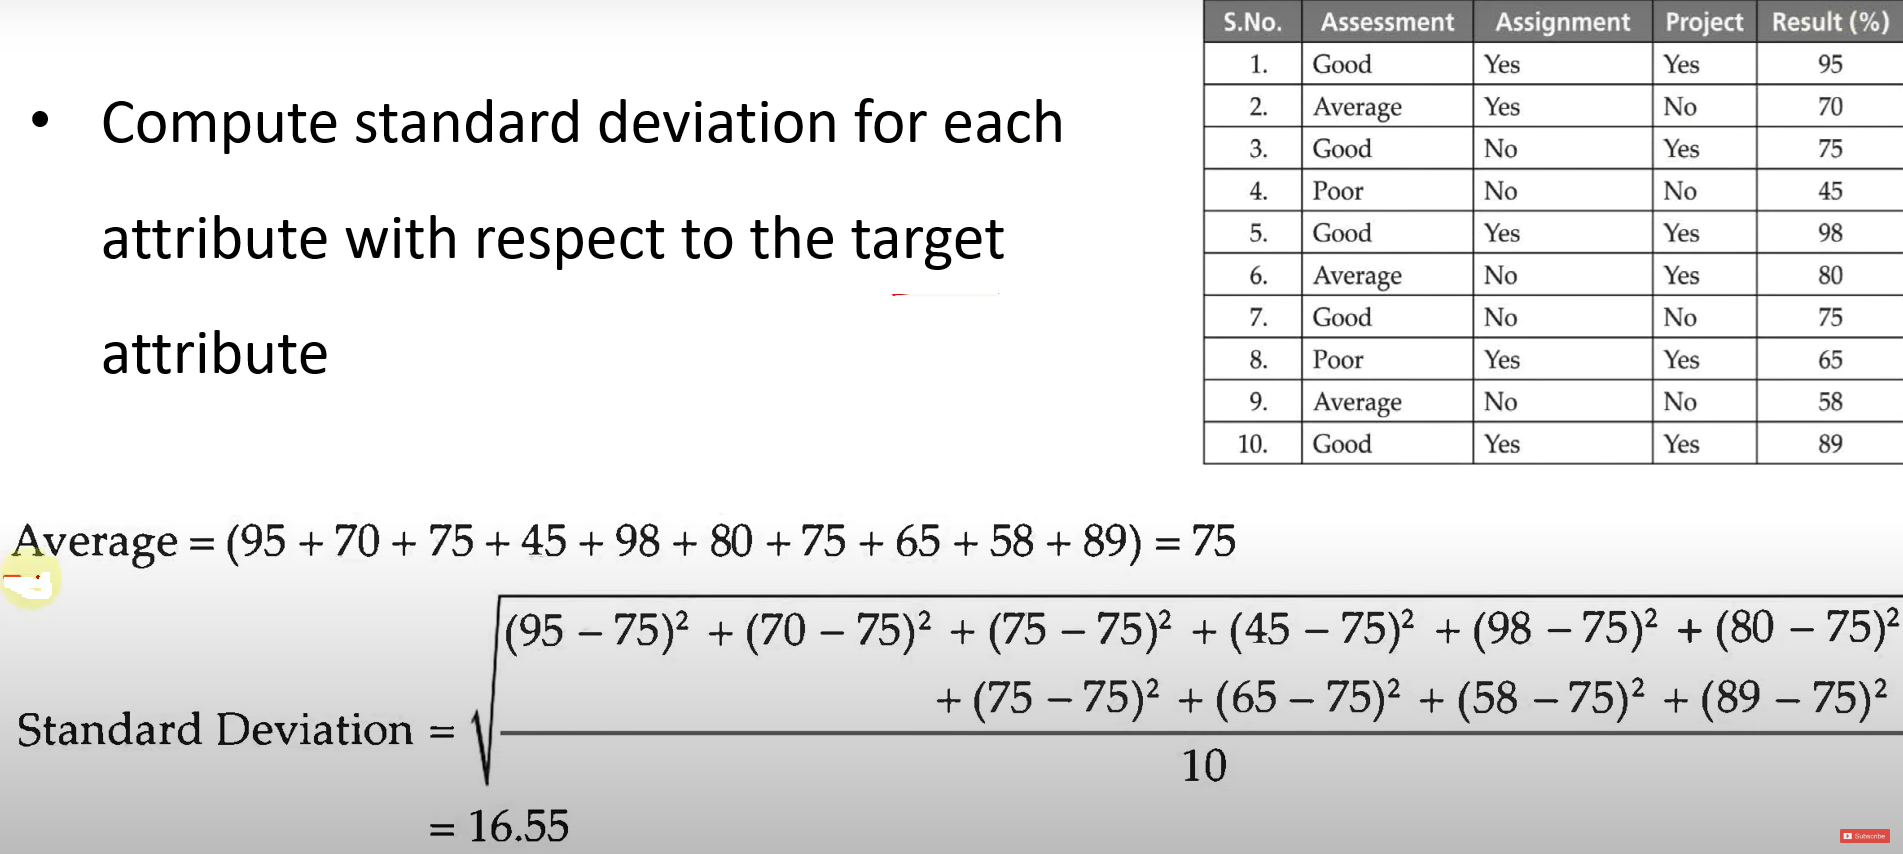 • Compute standard deviation for each
attribute with respect to the target
attribute
S.No. Assessment Assignment Project Result (%)
1. Good Yes Yes 95
2. Average Yes No 70
3. Good No Yes 75
4. Poor No No 45
5. Good Yes Yes 98
6. Average No Yes 80
7. Good No No 75
8. Poor Yes Yes 65
9. Average No No 58
10. Good Yes Yes 89
Average = (95 + 70 + 75 + 45 + 98 + 80 + 75 + 65 + 58 + 89) = 75
(95 – 75)² + (70 – 75)² + (75 – 75)² + (45 – 75)² + (98 – 75)² + (80 – 75)²
+ (75 – 75)² + (65 – 75)² + (58 – 75)² + (89 – 75)²
Standard Deviation = √
10
= 16.55
Subscribe